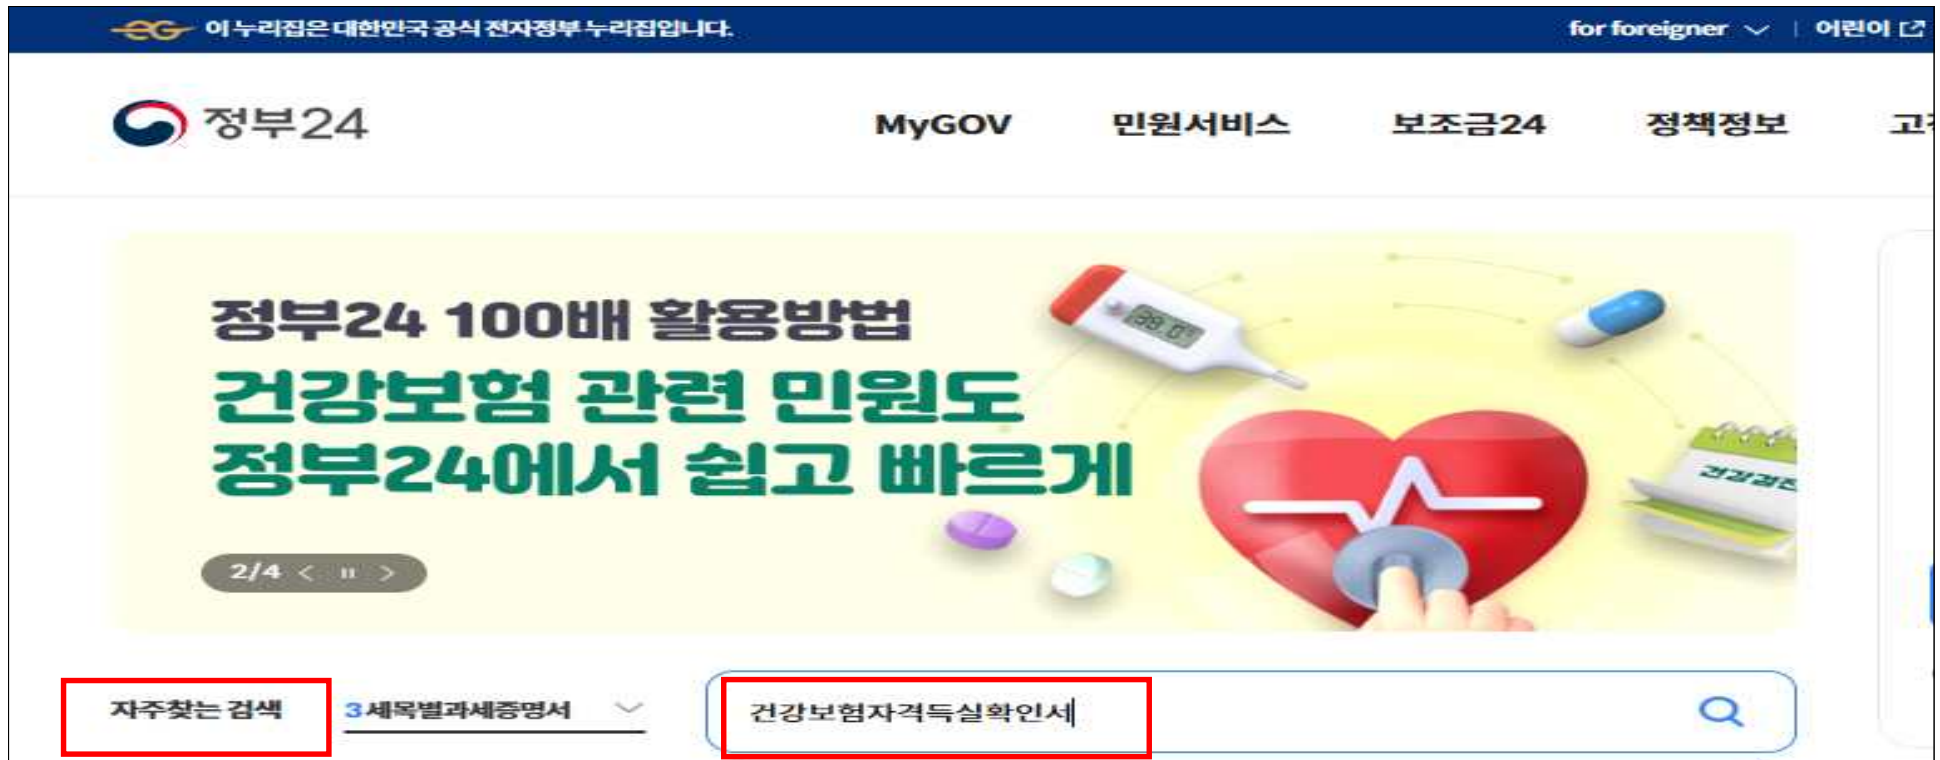 이 누리집은 대한민국 공식 전자정부 누리집입니다.
for foreigner
어린이
정부24
MyGOV
민원서비스
보조금24
정책정보
정부24 100배 활용방법
건강보험 관련 민원도
정부24에서 쉽고 빠르게
38.0°
2/4
자주찾는 검색
3 세목별과세증명서
건강보험자격득실확인서